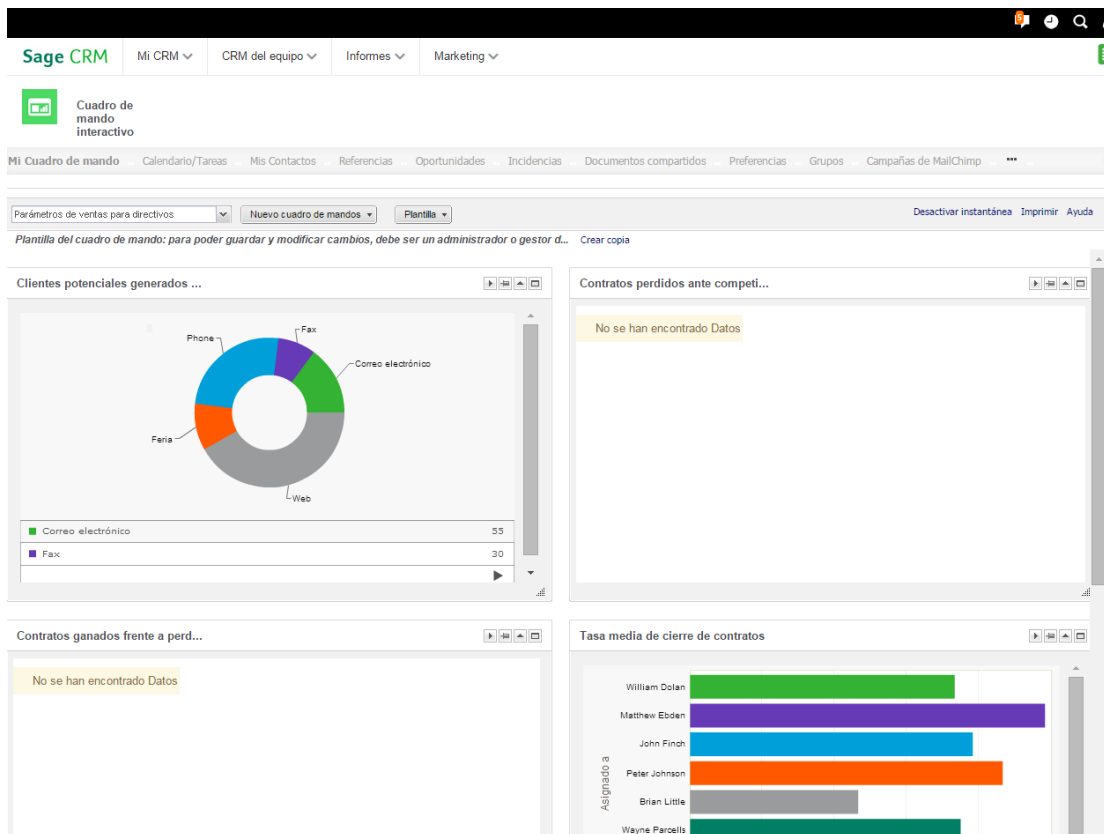 5
Sage CRM
Mi CRM
CRM del equipo
Informes
Marketing
Cuadro de
mando
interactivo
Mi Cuadro de mando
Calendario/Tareas
Mis Contactos
Referencias
Oportunidades
Incidencias
Documentos compartidos
Preferencias
Grupos
Campañas de MailChimp
...
Parámetros de ventas para directivos
Nuevo cuadro de mandos
Plantilla
Desactivar instantánea
Imprimir
Ayuda
Plantilla del cuadro de mando: para poder guardar y modificar cambios, debe ser un administrador o gestor d...
Crear copia
Clientes potenciales generados ...
Contratos perdidos ante competi...
No se han encontrado Datos
Phone
Fax
Correo electrónico
Feria
Web
Correo electrónico 55
Fax 30
Contratos ganados frente a perd...
Tasa media de cierre de contratos
No se han encontrado Datos
Asignado a
William Dolan
Matthew Ebden
John Finch
Peter Johnson
Brian Little
Wayne Parcells